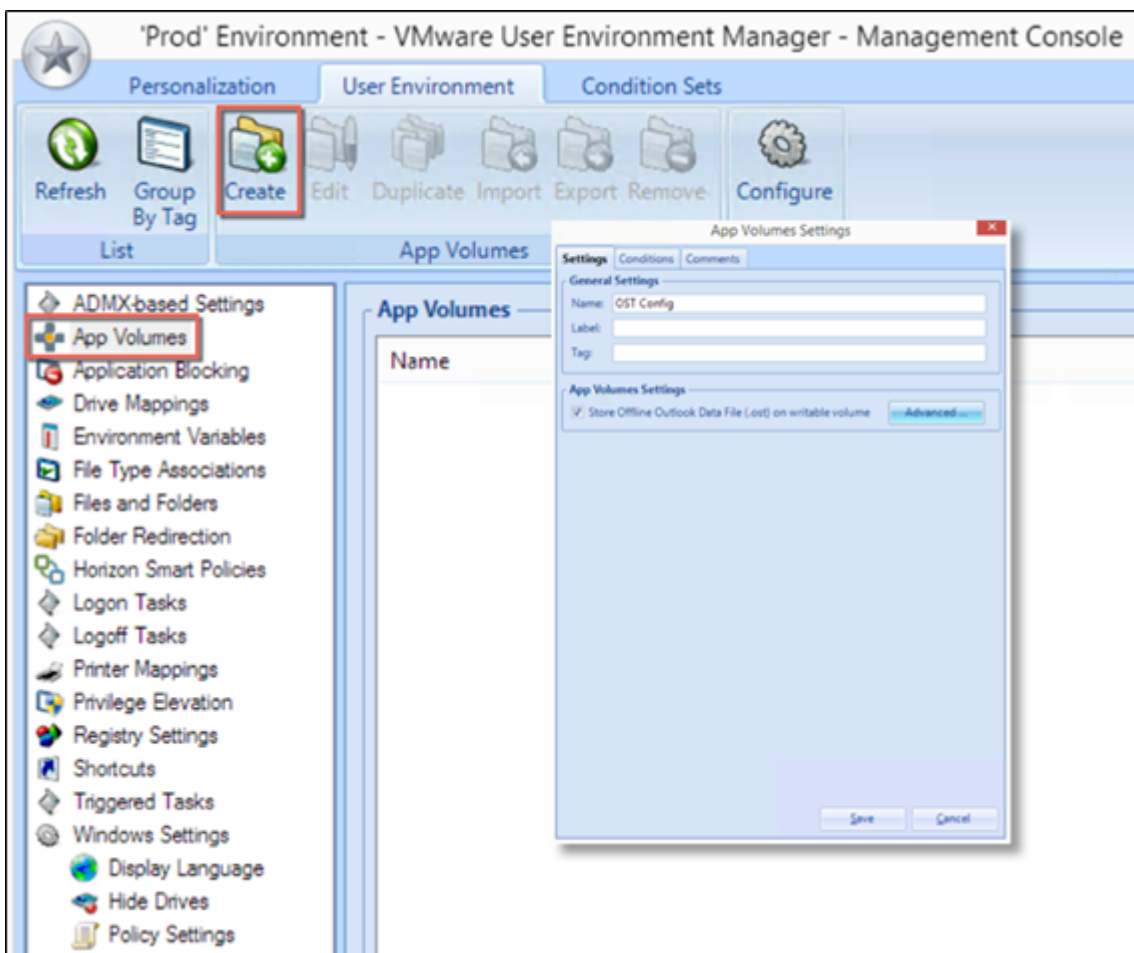 'Prod' Environment - VMware User Environment Manager - Management Console
Personalization User Environment Condition Sets
Refresh Group By Tag Create Edit Duplicate Import Export Remove Configure
List App Volumes
ADMX-based Settings
App Volumes
Application Blocking
Drive Mappings
Environment Variables
File Type Associations
Files and Folders
Folder Redirection
Horizon Smart Policies
Logon Tasks
Logoff Tasks
Printer Mappings
Privilege Elevation
Registry Settings
Shortcuts
Triggered Tasks
Windows Settings
Display Language
Hide Drives
Policy Settings
App Volumes
Name
App Volumes Settings
Settings Conditions Comments
General Settings
Name: OST Config
Label:
Tag:
App Volumes Settings
Store Offline Outlook Data File (.ost) on writable volume Advanced ...
Save Cancel